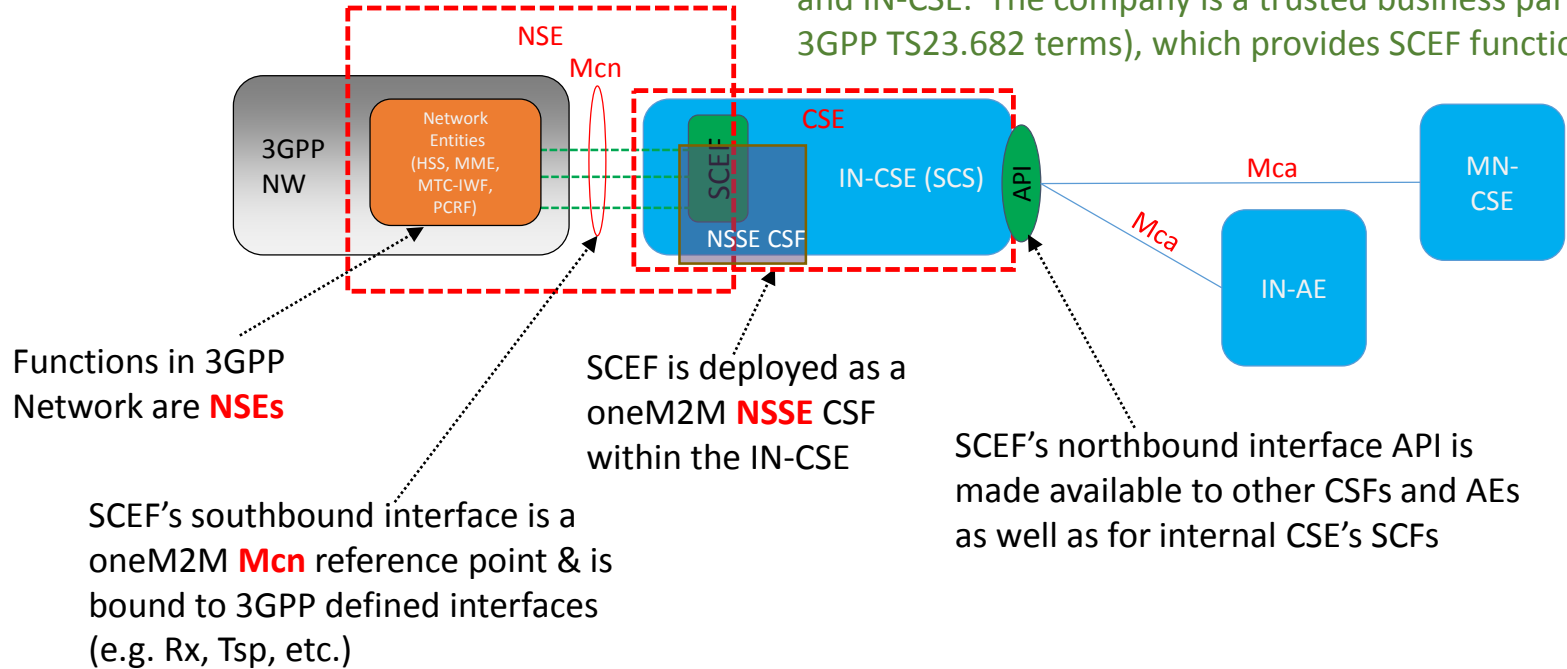 and IN-CSE. The company is a trusted business par
3GPP TS23.682 terms), which provides SCEF functio
NSE
Mcn
CSE
3GPP
NW
Network
Entities
(HSS, MME,
MTC-IWF,
PCRF)
SCEF
NSSE CSF
IN-CSE (SCS)
API
Mca
Mca
MN-
CSE
IN-AE
Functions in 3GPP
Network are NSEs
SCEF is deployed as a
oneM2M NSSE CSF
within the IN-CSE
SCEF's northbound interface API is
made available to other CSFs and AEs
as well as for internal CSE's SCFs
SCEF's southbound interface is a
oneM2M Mcn reference point & is
bound to 3GPP defined interfaces
(e.g. Rx, Tsp, etc.)